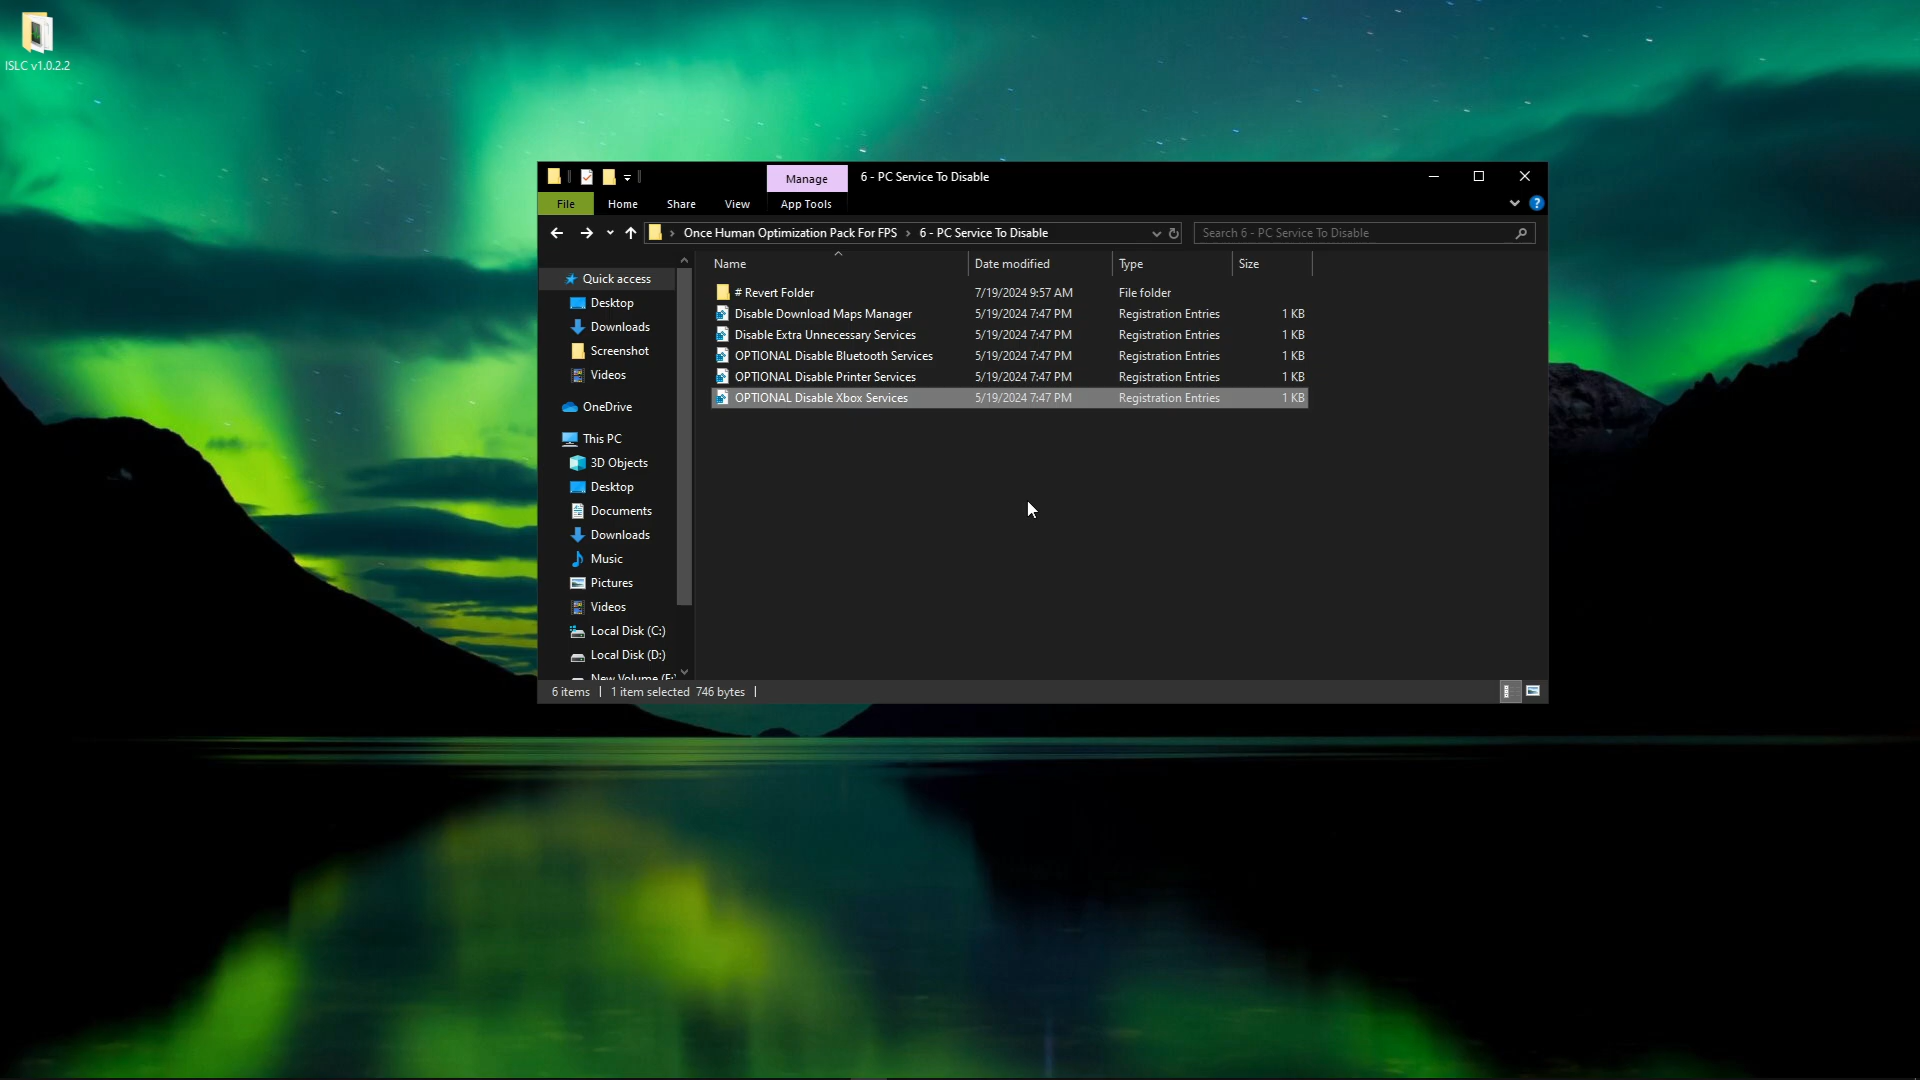 ISLC v1.0.2.2
Manage
6 - PC Service To Disable
File Home Share View App Tools
Once Human Optimization Pack For FPS › 6 - PC Service To Disable
Search 6 - PC Service To Disable
Name Date modified Type Size
Quick access
Desktop
Downloads
Screenshot
Videos
OneDrive
This PC
3D Objects
Desktop
Documents
Downloads
Music
Pictures
Videos
Local Disk (C:)
Local Disk (D:)
# Revert Folder 7/19/2024 9:57 AM File folder
Disable Download Maps Manager 5/19/2024 7:47 PM Registration Entries 1 KB
Disable Extra Unnecessary Services 5/19/2024 7:47 PM Registration Entries 1 KB
OPTIONAL Disable Bluetooth Services 5/19/2024 7:47 PM Registration Entries 1 KB
OPTIONAL Disable Printer Services 5/19/2024 7:47 PM Registration Entries 1 KB
OPTIONAL Disable Xbox Services 5/19/2024 7:47 PM Registration Entries 1 KB
6 items | 1 item selected 746 bytes |